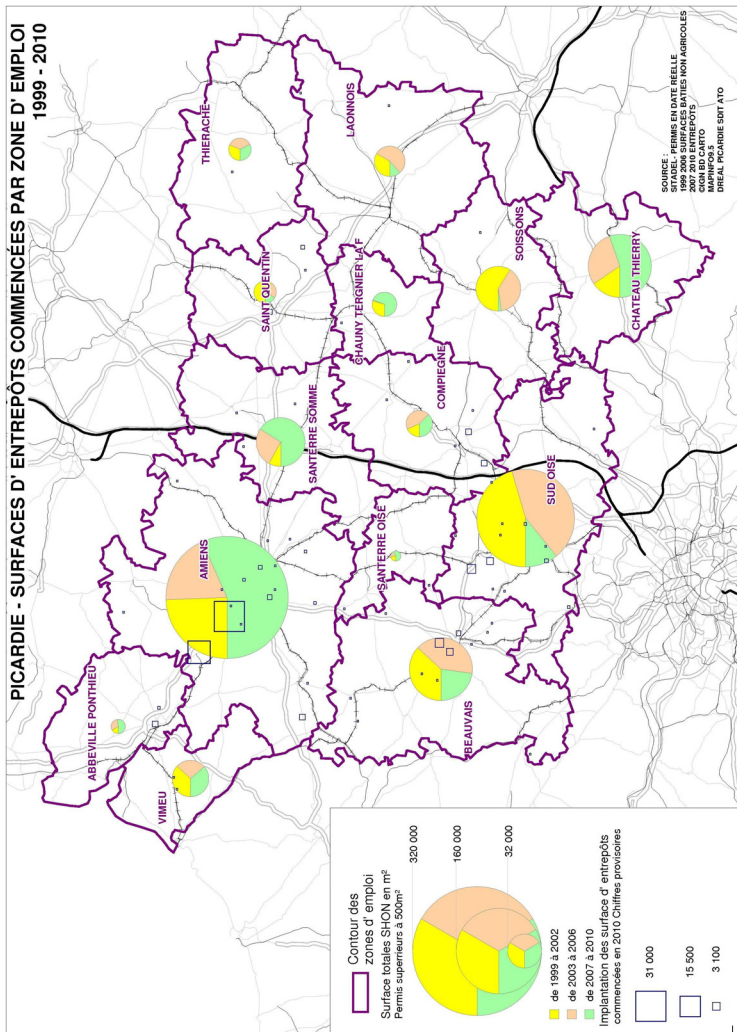 PICARDIE - SURFACES D' ENTREPÔTS COMMENCÉES PAR ZONE D' EMPLOI
1999 - 2010
ABBEVILLE PONTHIEU
VIMEU
AMIENS
SANTERRE SOMME
SAINT QUENTIN
THIERACHE
CHAUNY TERGNIER LA F
LAONNOIS
SANTERRE OISE
COMPIEGNE
BEAUVAIS
SUD OISE
SOISSONS
CHATEAU THIERRY
Contour des
zones d' emploi
Surface totales SHON en m²
Permis superrieurs à 500m²
320 000
160 000
32 000
de 1999 à 2002
de 2003 à 2006
de 2007 à 2010
Implantation des surface d' entrepôts
commencées en 2010 Chiffres provisoires
31 000
15 500
3 100
SOURCE :
SITADEL- PERMIS EN DATE RÉELLE
1999 2006 SURFACES BATIES NON AGRICOLES
2007 2010 ENTREPÔTS
CIGN BD CARTO
MAPINFO9.5
DREAL PICARDIE SDIT ATO